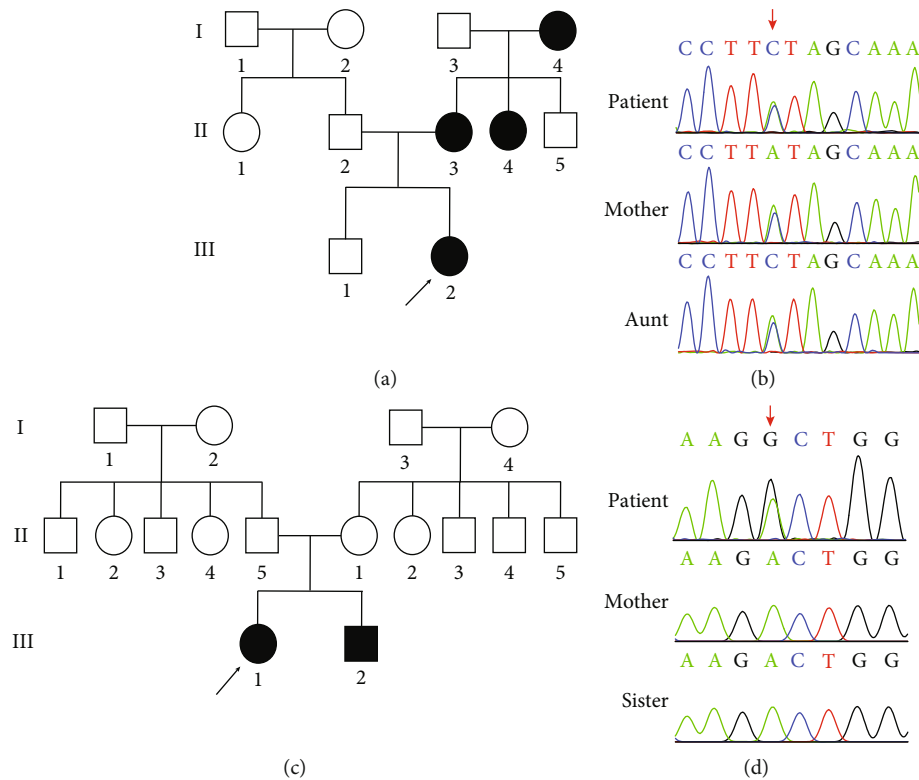 I
1 2 3 4
II
1 2 3 4 5
III
1 2
(a)
C C T T C T A G C A A A
Patient
C C T T A T A G C A A A
Mother
C C T T C T A G C A A A
Aunt
(b)
I
1 2 3 4
II
1 2 3 4 5 1 2 3 4 5
III
1 2
(c)
A A G G C T G G
Patient
A A G A C T G G
Mother
A A G A C T G G
Sister
(d)